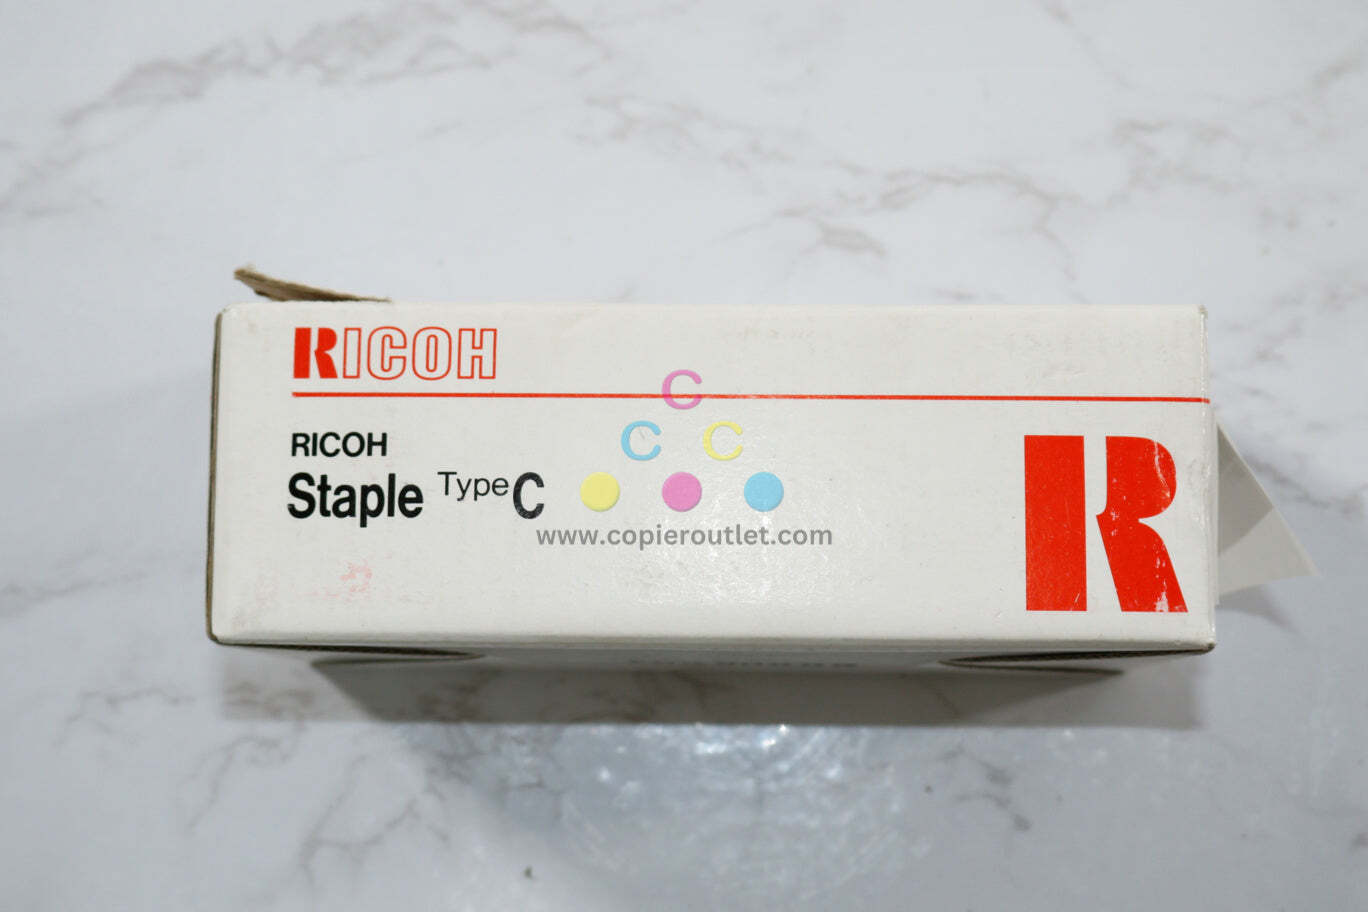 RICOH
RICOH
Staple Type C
C
C C
www.copieroutlet.com
R